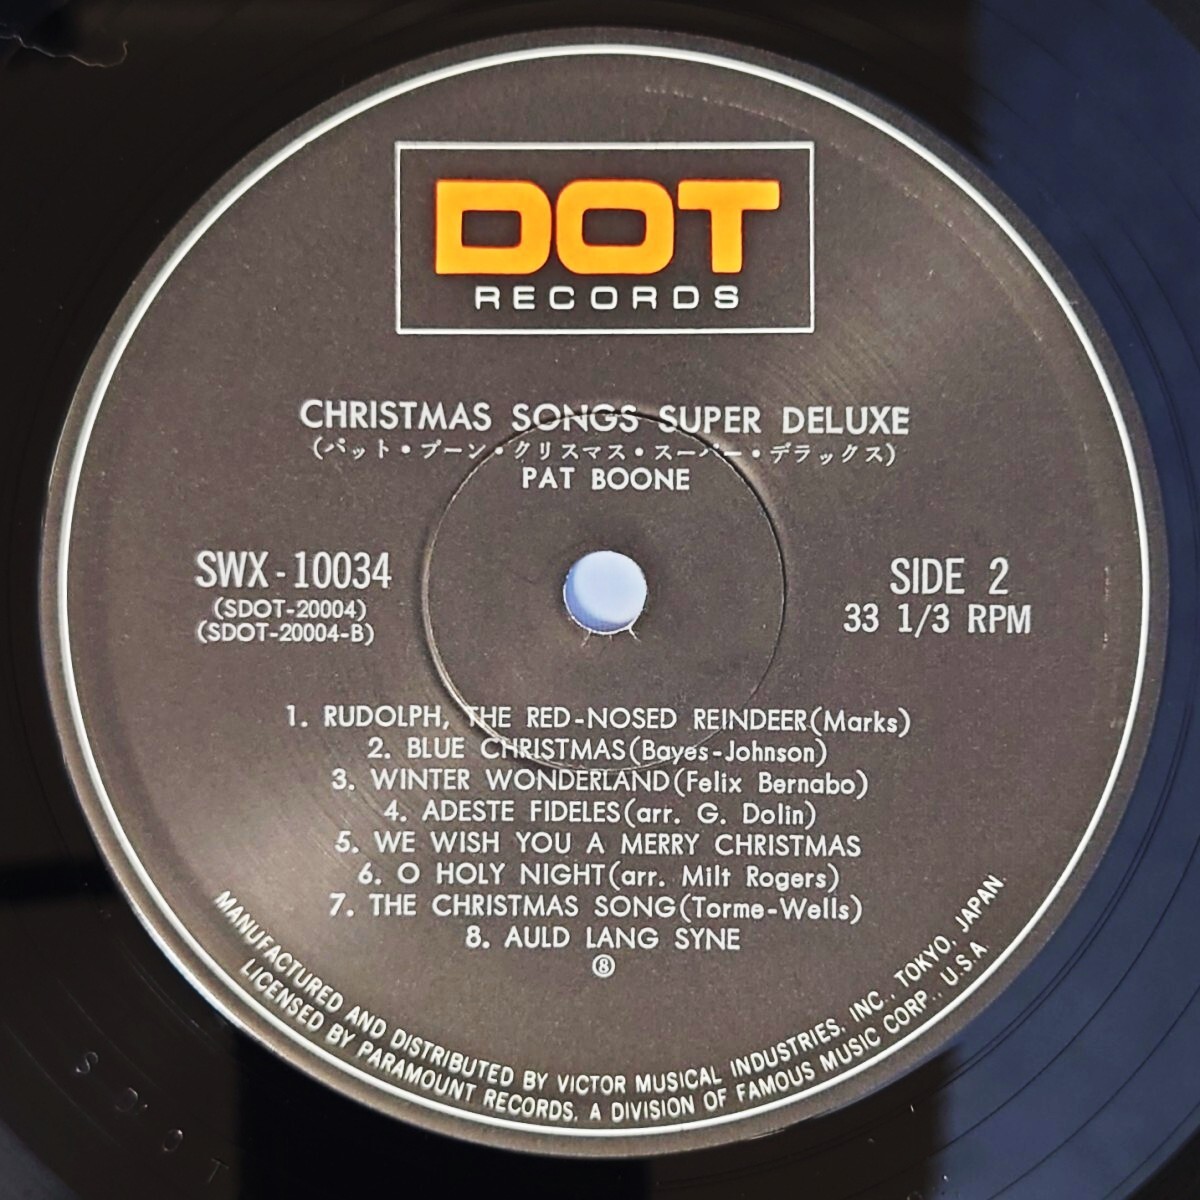 DOT
RECORDS
CHRISTMAS SONGS SUPER DELUXE
(パット・ブーン・クリスマス・スーパー・デラックス)
PAT BOONE
SWX-10034
(SDOT-20004)
(SDOT-20004-B)
SIDE 2
33 1/3 RPM
1. RUDOLPH, THE RED-NOSED REINDEER(Marks)
2. BLUE CHRISTMAS(Bayes-Johnson)
3. WINTER WONDERLAND(Felix Bernabo)
4. ADESTE FIDELES(arr. G. Dolin)
5. WE WISH YOU A MERRY CHRISTMAS
6. O HOLY NIGHT(arr. Milt Rogers)
7. THE CHRISTMAS SONG(Torme-Wells)
8. AULD LANG SYNE
⑧
MANUFACTURED AND DISTRIBUTED BY VICTOR MUSICAL INDUSTRIES, INC., TOKYO, JAPAN.
LICENSED BY PARAMOUNT RECORDS, A DIVISION OF FAMOUS MUSIC CORP., U.S.A
S D O T